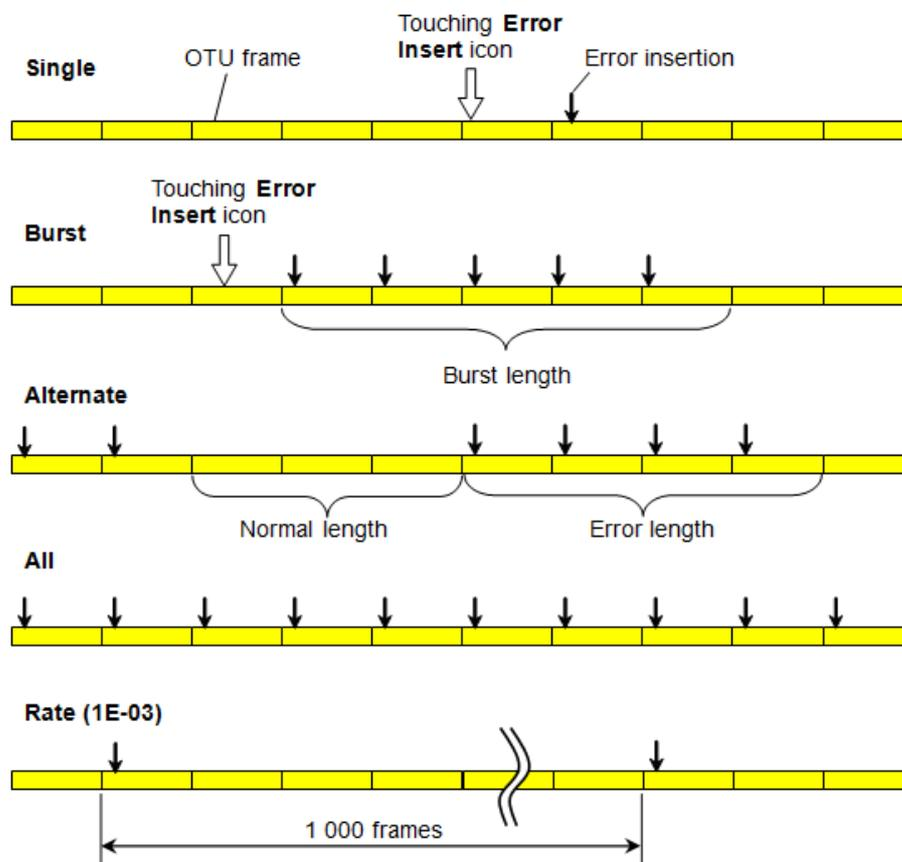 Touching Error
Insert icon
Single
OTU frame
Error insertion
Touching Error
Insert icon
Burst
Burst length
Alternate
Normal length
Error length
All
Rate (1E-03)
1 000 frames